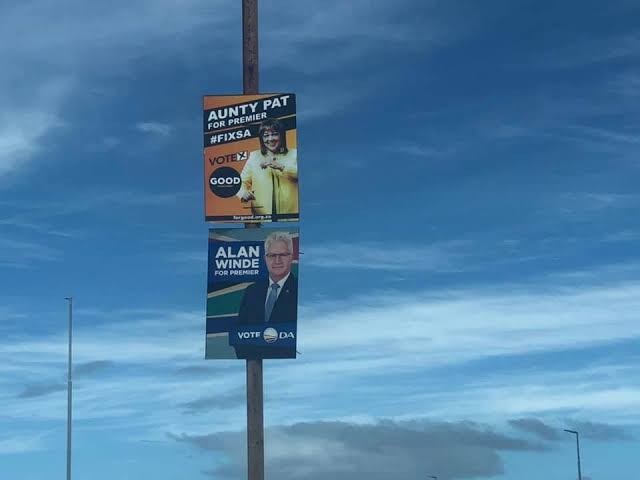 AUNTY PAT
FOR PREMIER
#FIXSA
VOTE X
GOOD
forgood.org.za
ALAN
WINDE
FOR PREMIER
VOTE DA